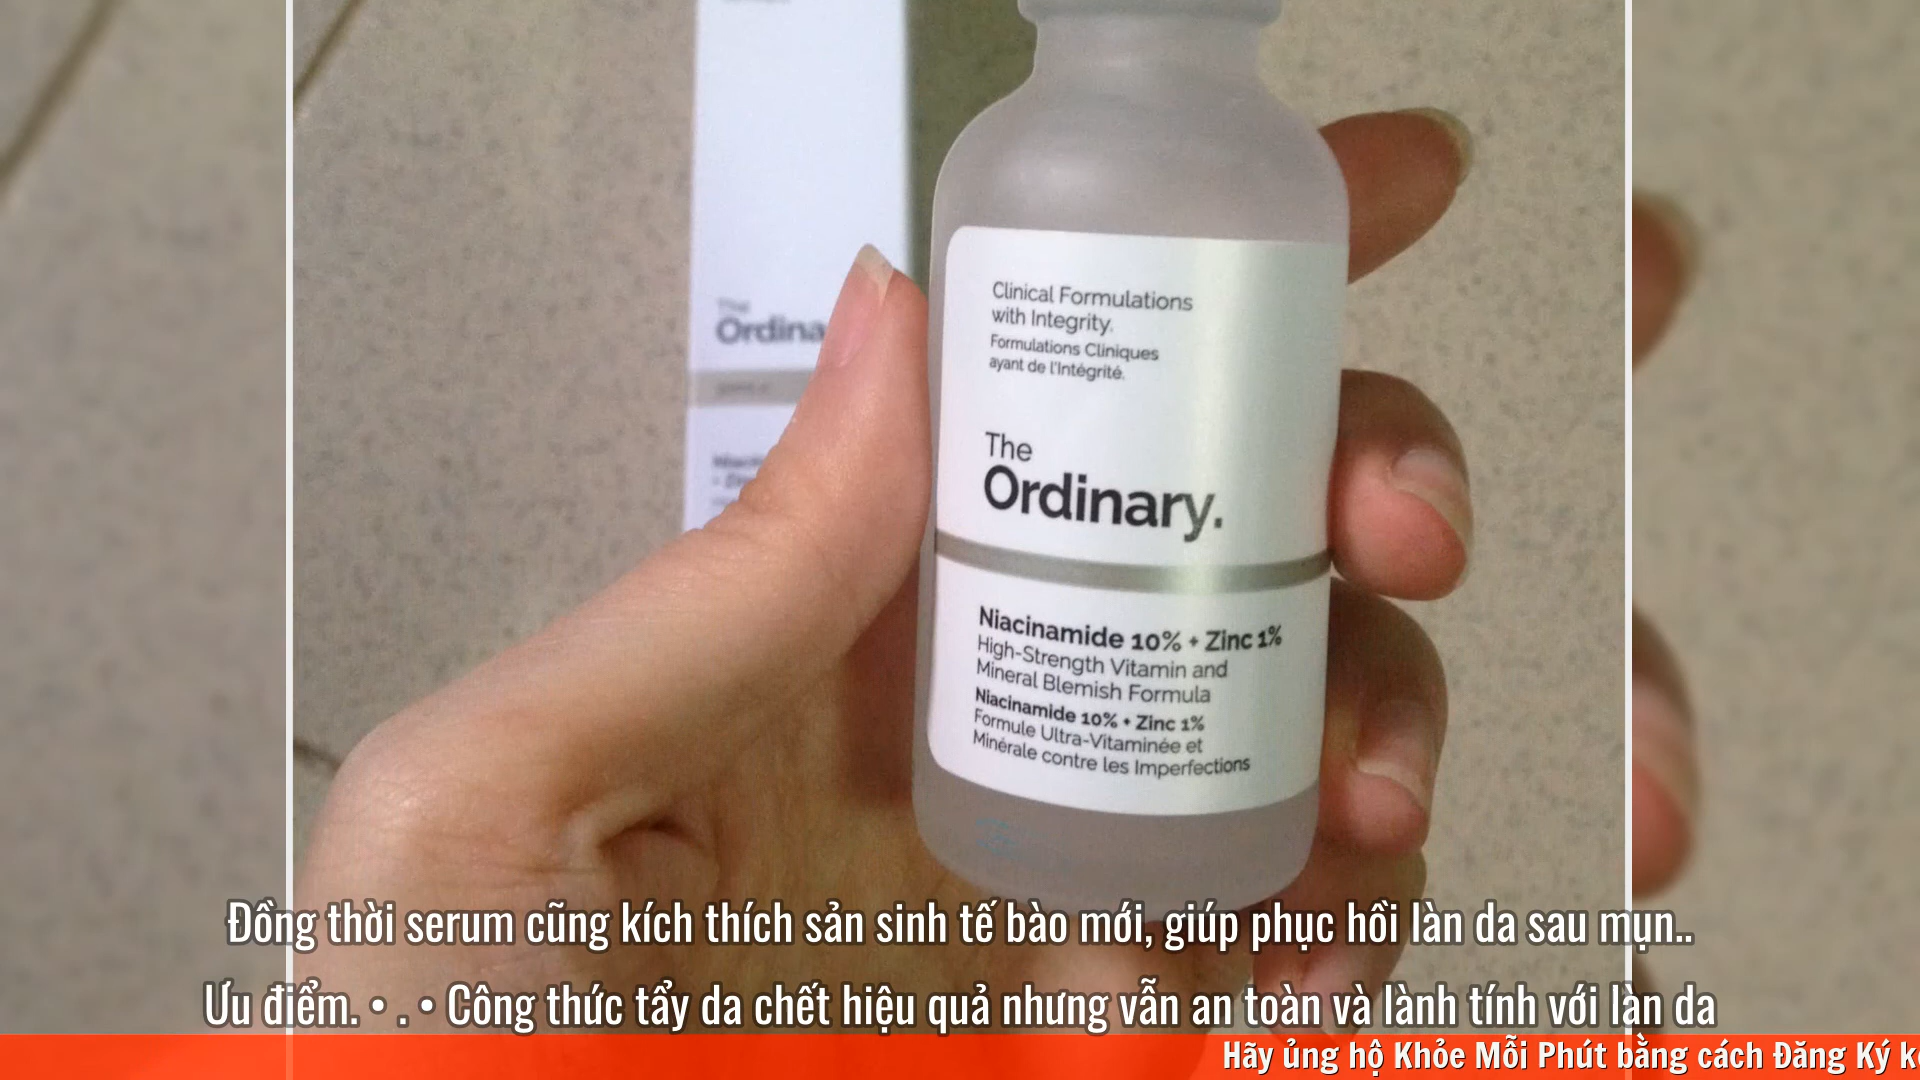 The
Ordina
Clinical Formulations
with Integrity.
Formulations Cliniques
ayant de l'Intégrité.
The
Ordinary.
Niacinamide 10% + Zinc 1%
High-Strength Vitamin and
Mineral Blemish Formula
Niacinamide 10% + Zinc 1%
Formule Ultra-Vitaminée et
Minérale contre les Imperfections
Đồng thời serum cũng kích thích sản sinh tế bào mới, giúp phục hồi làn da sau mụn..
Ưu điểm. • . • Công thức tẩy da chết hiệu quả nhưng vẫn an toàn và lành tính với làn da
Hãy ủng hộ Khỏe Mỗi Phút bằng cách Đăng Ký k